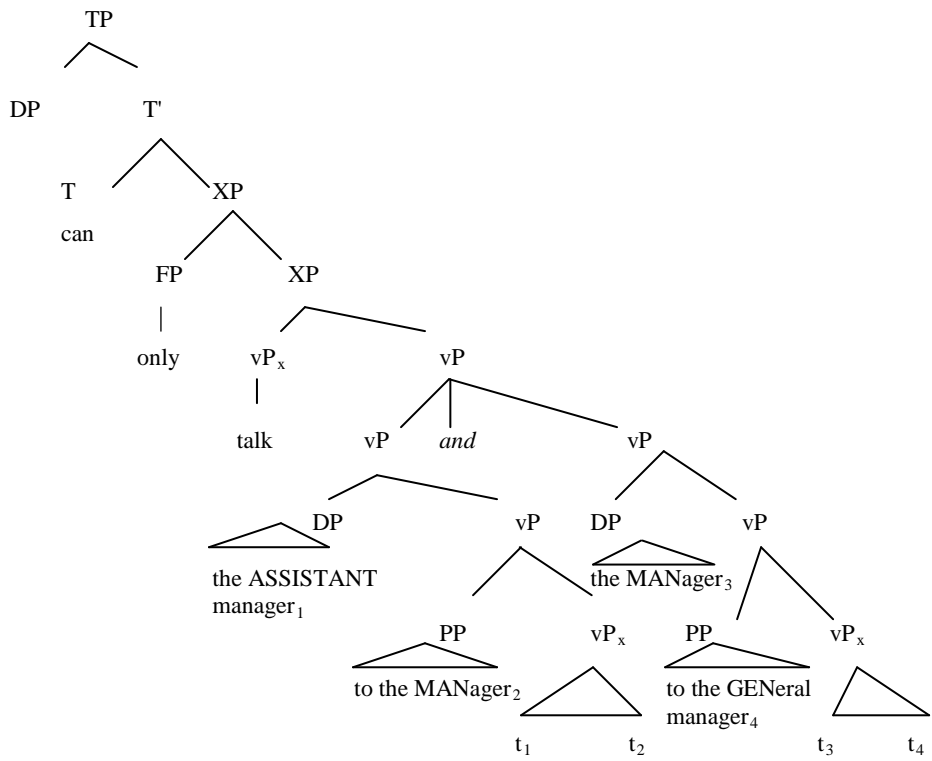 TP
DP T'
T XP
can
FP XP
only vPₓ vP
talk vP and vP
DP vP DP vP
the ASSISTANT the MANager₃
manager₁
PP vPₓ PP vPₓ
to the MANager₂ to the GENeral
manager₄
t₁ t₂ t₃ t₄